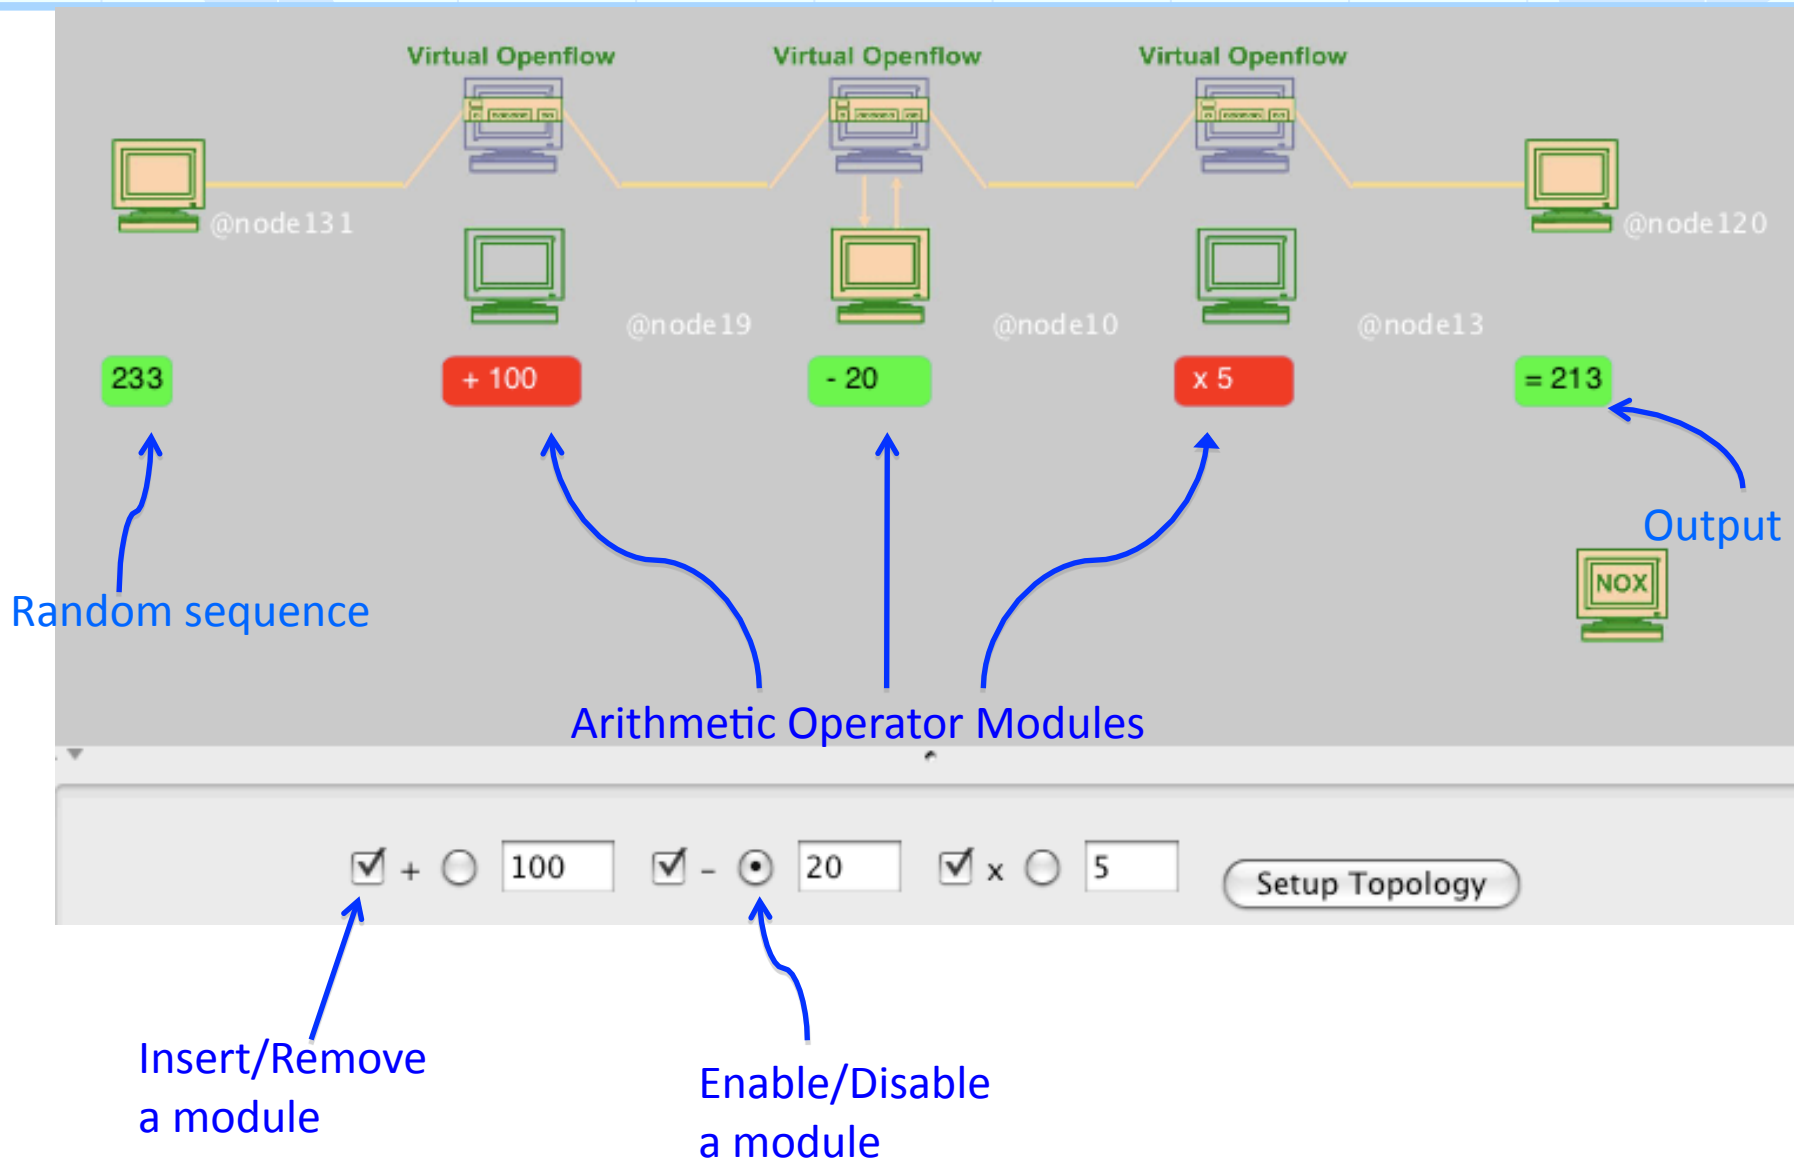 Virtual Openflow
Virtual Openflow
Virtual Openflow
@node131
@node120
@node19
@node10
@node13
233
+ 100
- 20
x 5
= 213
Output
NOX
Random sequence
Arithmetic Operator Modules
+ 100
- 20
x 5
Setup Topology
Insert/Remove
a module
Enable/Disable
a module